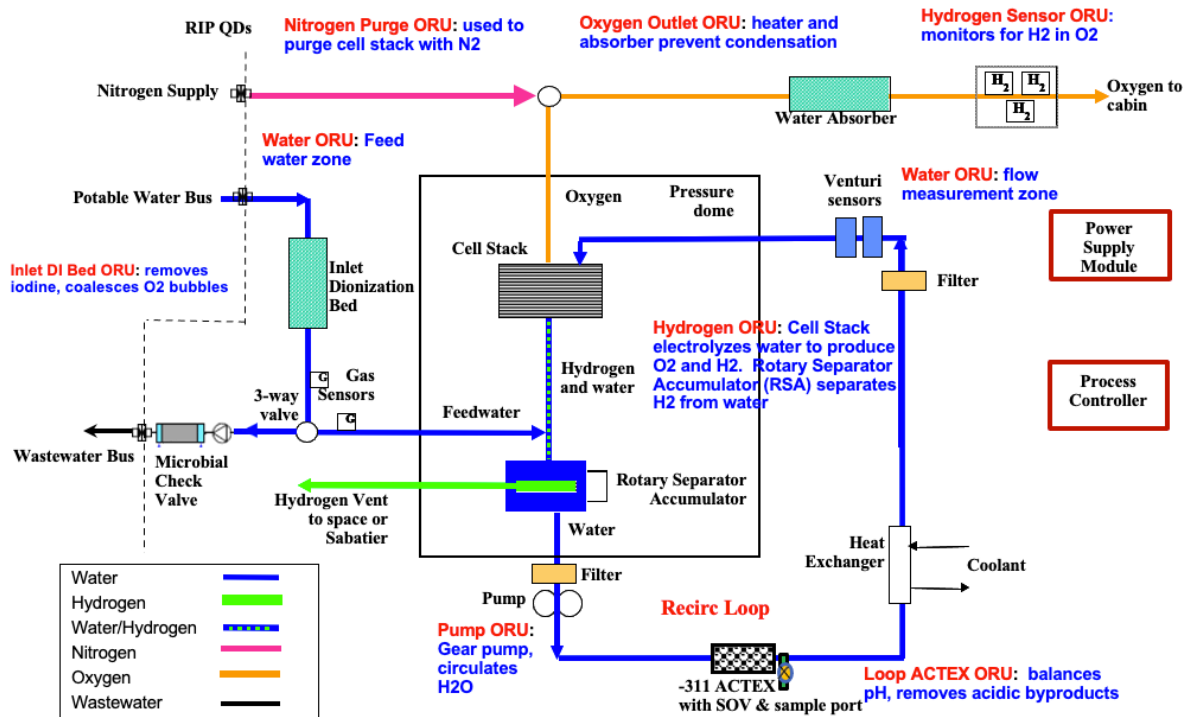 RIP QDs
Nitrogen Purge ORU: used to
purge cell stack with N2
Oxygen Outlet ORU: heater and
absorber prevent condensation
Hydrogen Sensor ORU:
monitors for H2 in O2
Nitrogen Supply
H2
H2
H2
Oxygen to
cabin
Water Absorber
Water ORU: Feed
water zone
Potable Water Bus
Oxygen
Pressure
dome
Venturi
sensors
Water ORU: flow
measurement zone
Power
Supply
Module
Cell Stack
Inlet DI Bed ORU: removes
iodine, coalesces O2 bubbles
Inlet
Dionization
Bed
Filter
Hydrogen ORU: Cell Stack
electrolyzes water to produce
O2 and H2. Rotary Separator
Accumulator (RSA) separates
H2 from water
Hydrogen
and water
Process
Controller
G
Gas
Sensors
G
3-way
valve
Feedwater
Wastewater Bus
Microbial
Check
Valve
Rotary Separator
Accumulator
Hydrogen Vent
to space or
Sabatier
Water
Heat
Exchanger
Coolant
Filter
Pump
Recirc Loop
Pump ORU:
Gear pump,
circulates
H2O
-311 ACTEX
with SOV & sample port
Loop ACTEX ORU: balances
pH, removes acidic byproducts
Water
Hydrogen
Water/Hydrogen
Nitrogen
Oxygen
Wastewater